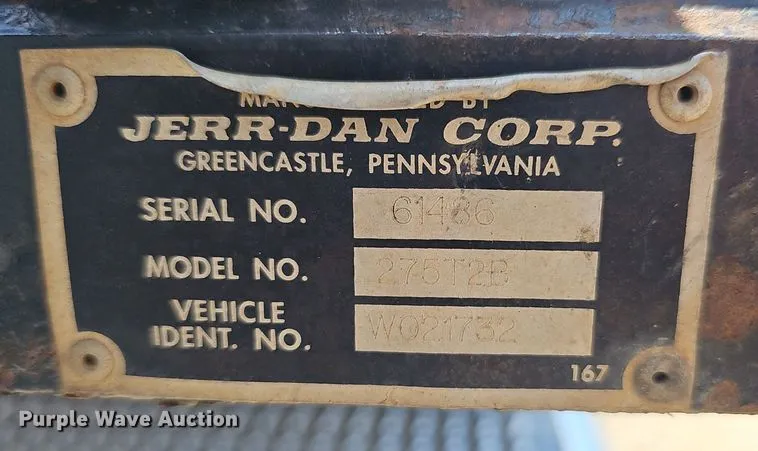 JERR-DAN CORP.
GREENCASTLE, PENNSYLVANIA
SERIAL NO. 61486
MODEL NO. 275T2B
VEHICLE
IDENT. NO. W021732
167
Purple Wave Auction